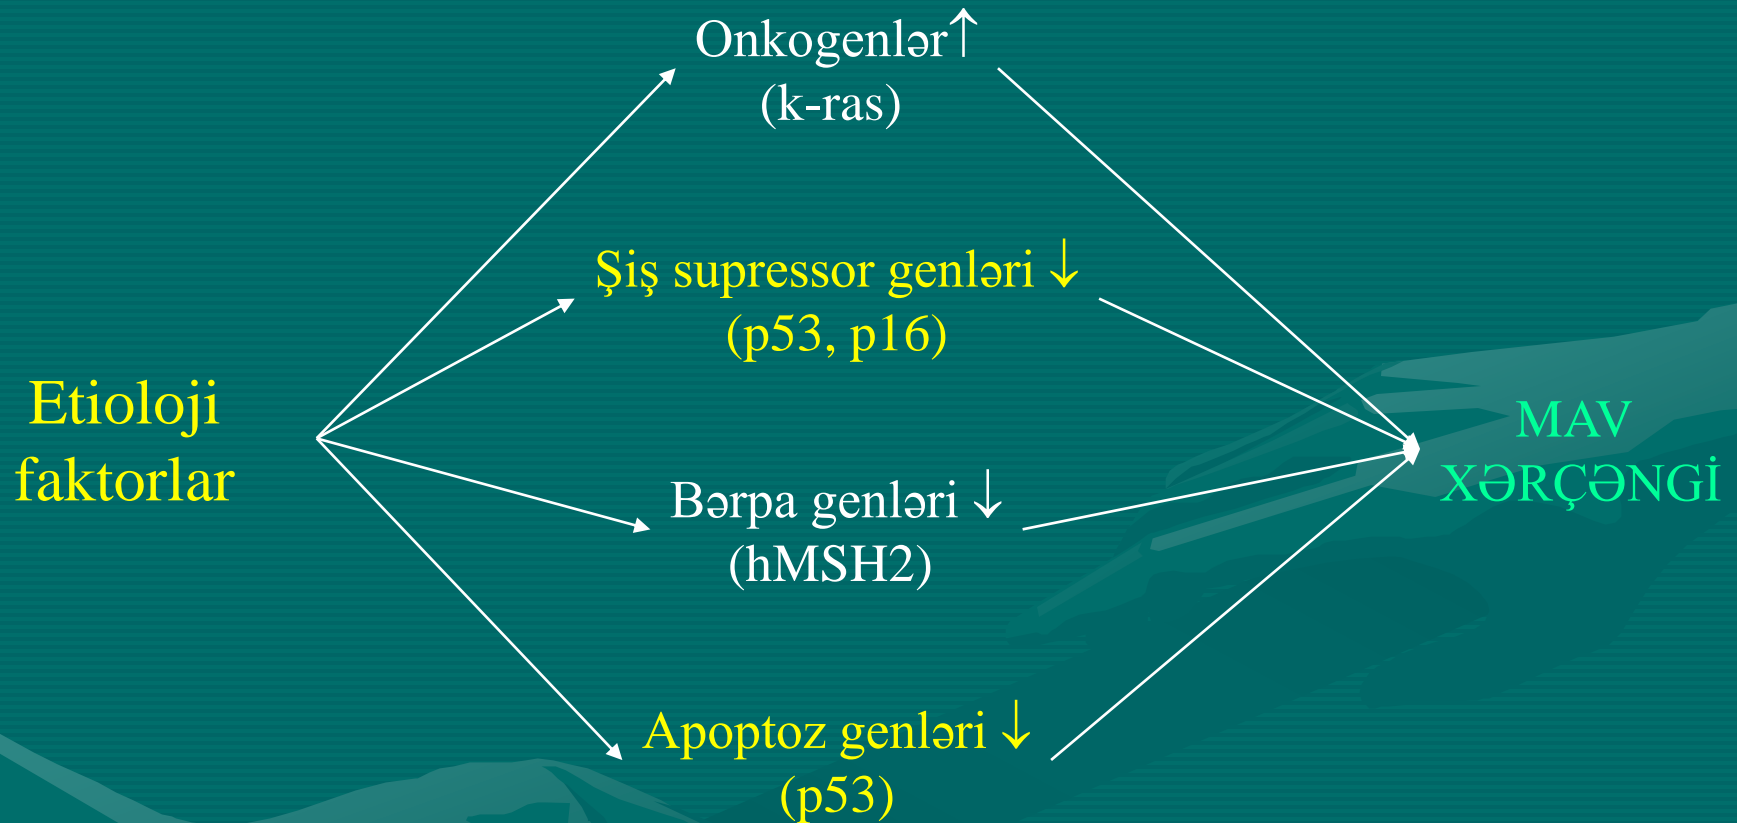 Onkogenlər↑
(k-ras)
Şiş supressor genləri ↓
(p53, p16)
Etioloji
faktorlar
MAV
XƏRÇƏNGİ
Bərpa genləri ↓
(hMSH2)
Apoptoz genləri ↓
(p53)